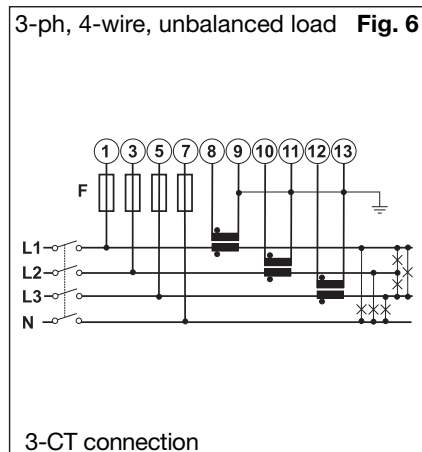 3-ph, 4-wire, unbalanced load Fig. 6
1 3 5 7 8 9 10 11 12 13
F
L1
L2
L3
N
3-CT connection